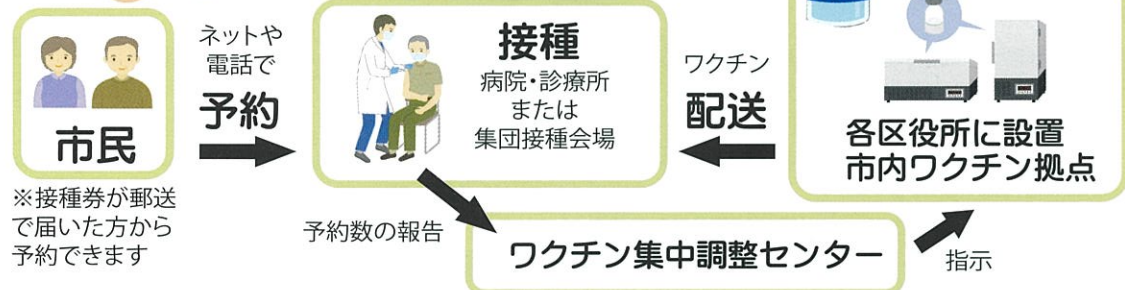 市民
※接種券が郵送
で届いた方から
予約できます
ネットや
電話で
予約
接種
病院・診療所
または
集団接種会場
ワクチン
配送
各区役所に設置
市内ワクチン拠点
予約数の報告
ワクチン集中調整センター
指示